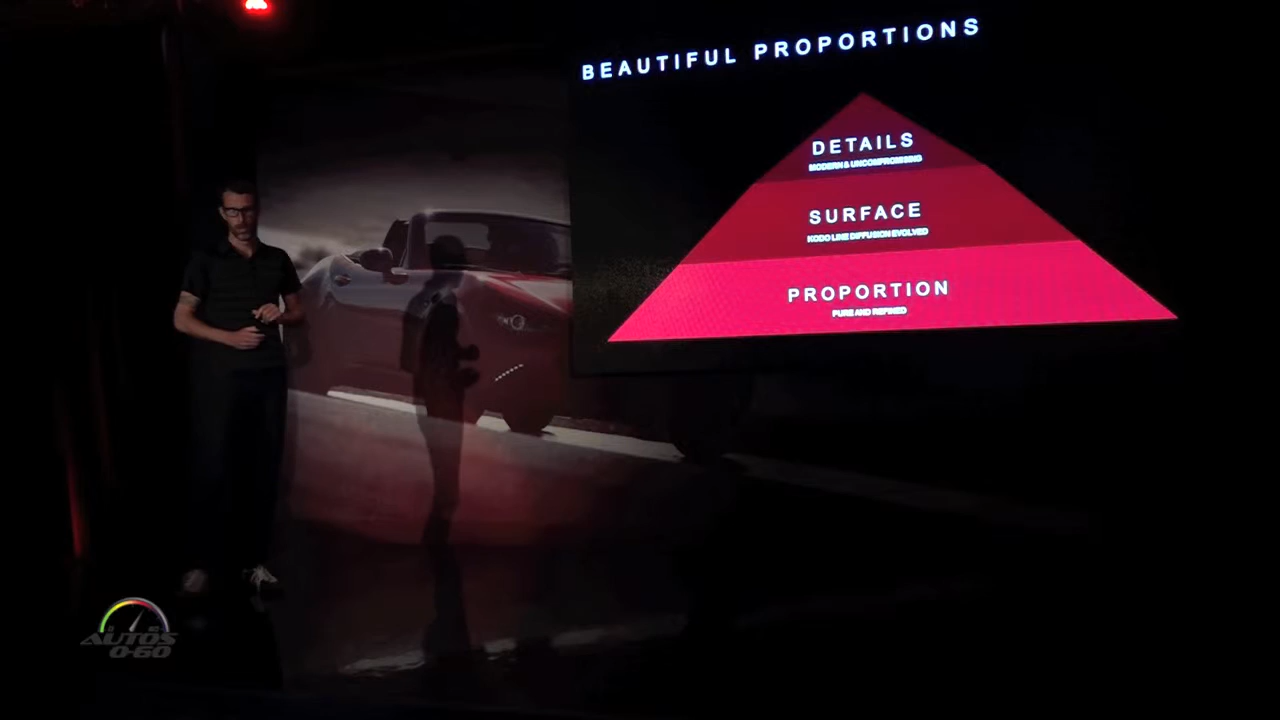 BEAUTIFUL PROPORTIONS
DETAILS
MODERN & UNCOMPROMISING
SURFACE
KODO LINE DIFFUSION EVOLVED
PROPORTION
PURE AND REFINED
AUTOS
0-60